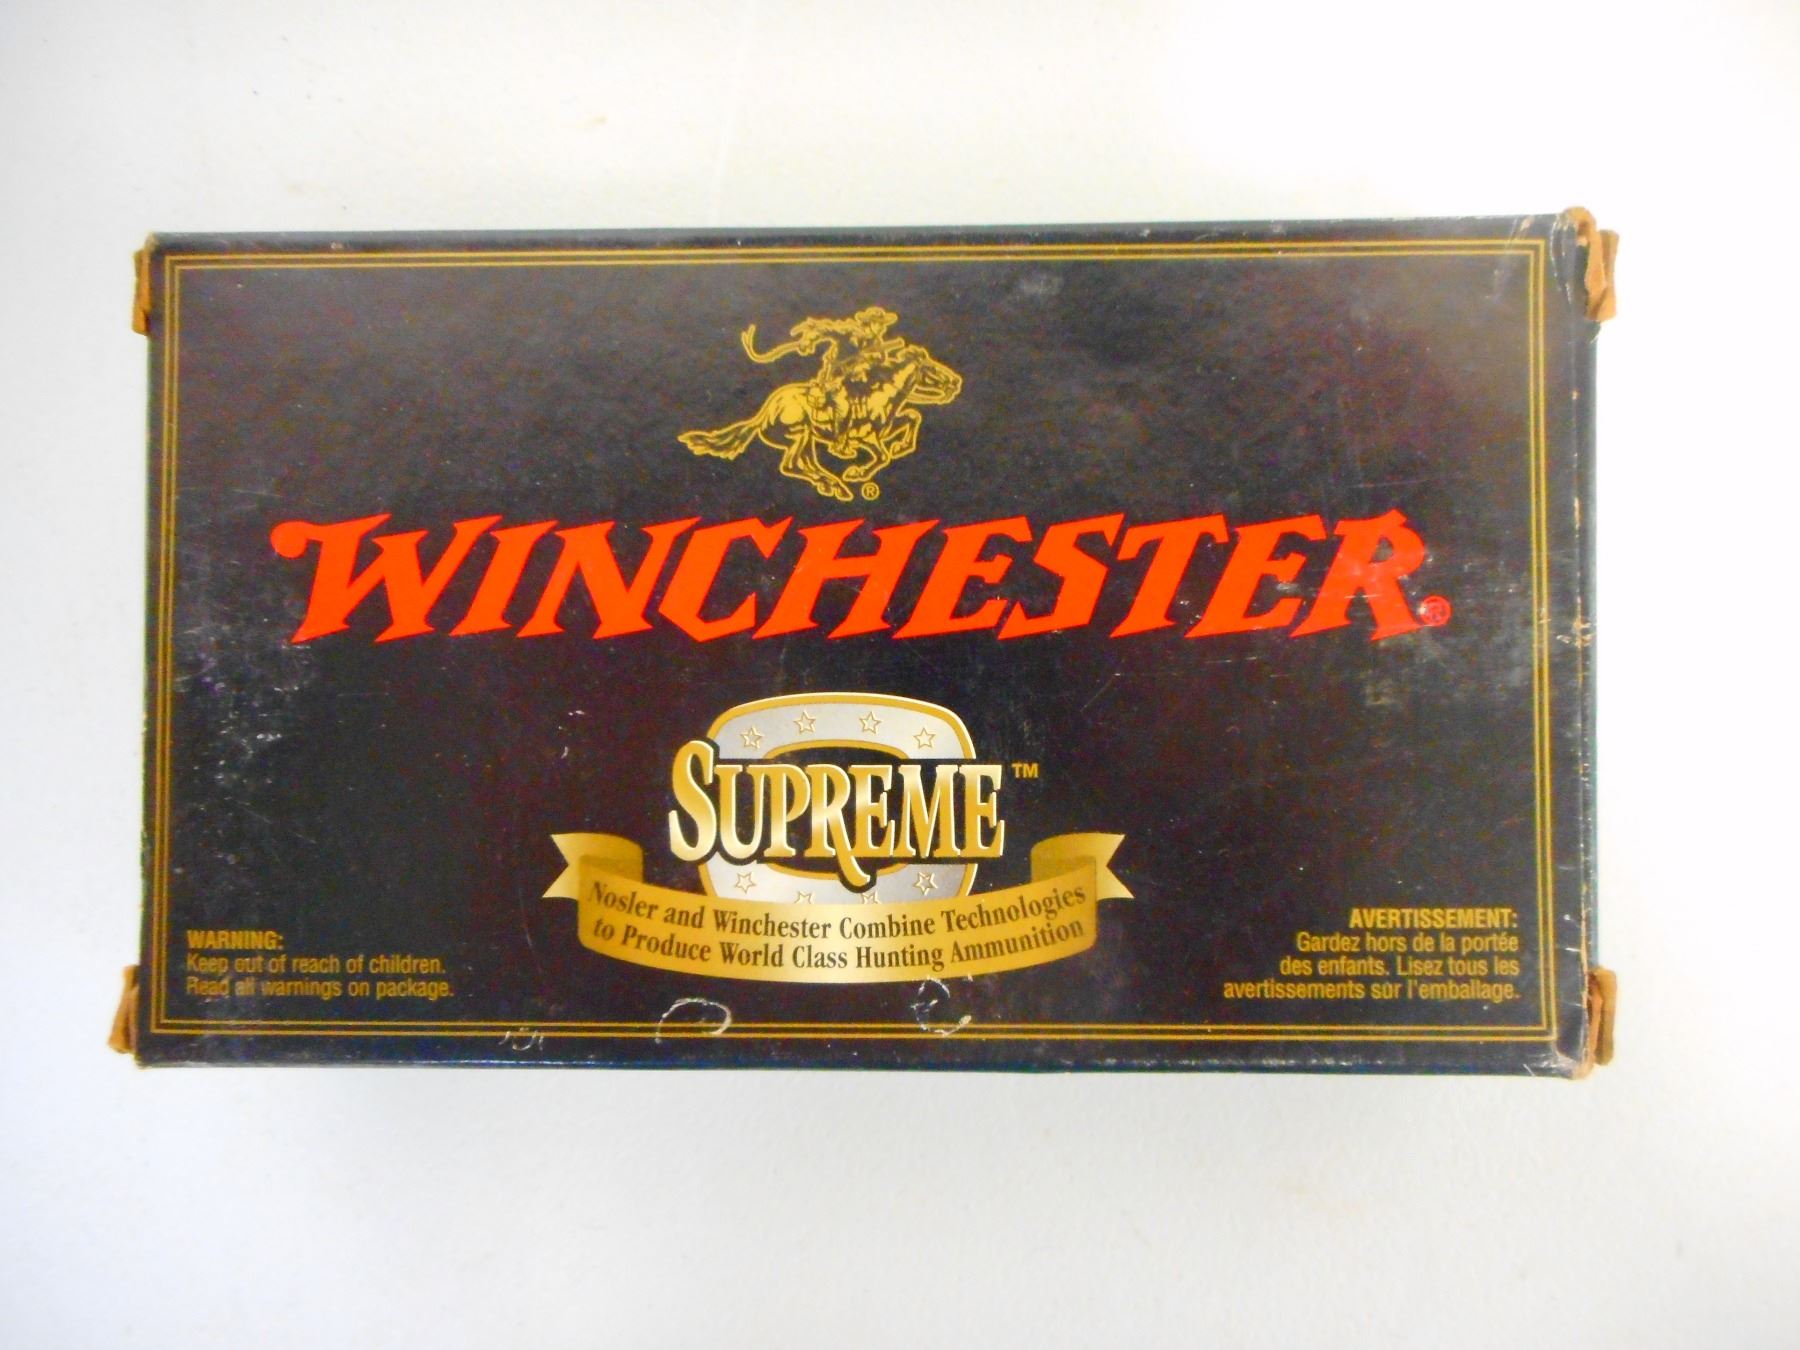 ®
WINCHESTER®
SUPREME™
Nosler and Winchester Combine Technologies
to Produce World Class Hunting Ammunition
WARNING:
Keep out of reach of children.
Read all warnings on package.
AVERTISSEMENT:
Gardez hors de la portée
des enfants. Lisez tous les
avertissements sur l'emballage.